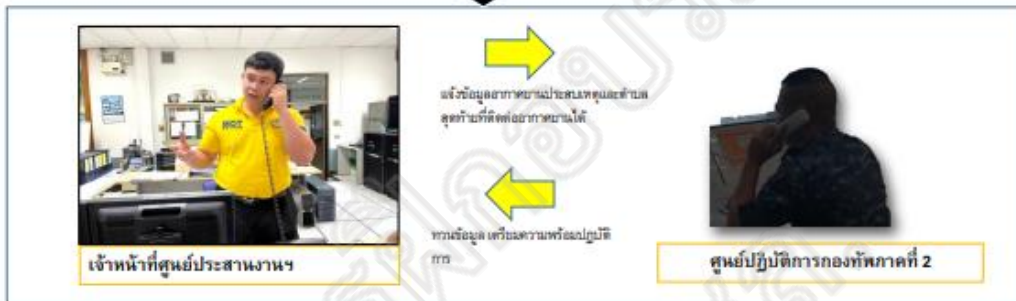 แจ้งข้อมูลอากาศยานประสบเหตุและตำบล
สุดท้ายที่ติดต่ออากาศยานได้
ทวนข้อมูล เตรียมความพร้อมปฏิบัติ
การ
เจ้าหน้าที่ศูนย์ประสานงานฯ
ศูนย์ปฏิบัติการกองทัพภาคที่ 2